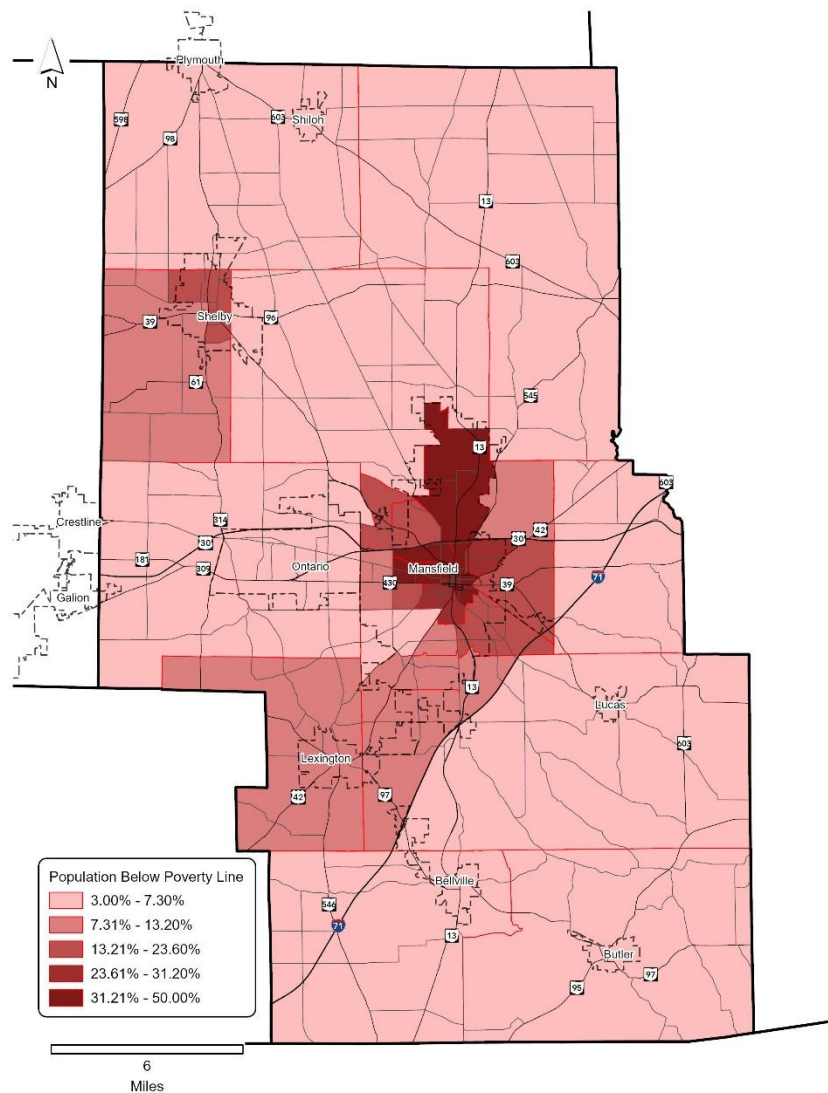 Plymouth
N
598
603
Shiloh
98
13
603
39
Shelby
96
61
545
13
603
Crestline
314
42
30
30
181
Ontario
Mansfield
71
309
430
39
Galion
13
Lucas
603
Lexington
42
97
Population Below Poverty Line
3.00% - 7.30%
7.31% - 13.20%
13.21% - 23.60%
23.61% - 31.20%
31.21% - 50.00%
Bellville
546
71
13
Butler
97
95
6
Miles